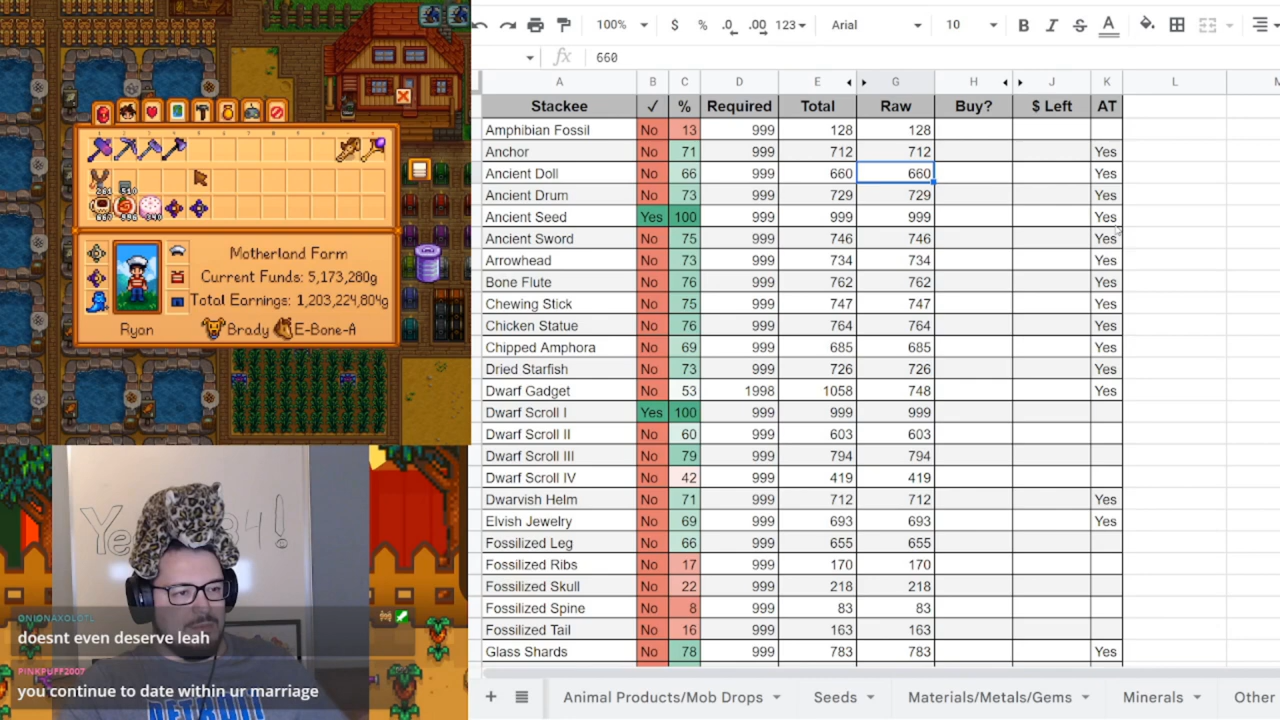 100% $ % .0 .00 123 Arial 10 B I S A
fx 660
A B C D E G H J K L
Stackee ✓ % Required Total Raw Buy? $ Left AT
Amphibian Fossil No 13 999 128 128
Anchor No 71 999 712 712 Yes
Ancient Doll No 66 999 660 660 Yes
Ancient Drum No 73 999 729 729 Yes
Ancient Seed Yes 100 999 999 999 Yes
Ancient Sword No 75 999 746 746 Yes
Arrowhead No 73 999 734 734 Yes
Bone Flute No 76 999 762 762 Yes
Chewing Stick No 75 999 747 747 Yes
Chicken Statue No 76 999 764 764 Yes
Chipped Amphora No 69 999 685 685 Yes
Dried Starfish No 73 999 726 726 Yes
Dwarf Gadget No 53 1998 1058 748 Yes
Dwarf Scroll I Yes 100 999 999 999
Dwarf Scroll II No 60 999 603 603
Dwarf Scroll III No 79 999 794 794
Dwarf Scroll IV No 42 999 419 419
Dwarvish Helm No 71 999 712 712 Yes
Elvish Jewelry No 69 999 693 693 Yes
Fossilized Leg No 66 999 655 655
Fossilized Ribs No 17 999 170 170
Fossilized Skull No 22 999 218 218
Fossilized Spine No 8 999 83 83
Fossilized Tail No 16 999 163 163
Glass Shards No 78 999 783 783 Yes
+ Animal Products/Mob Drops Seeds Materials/Metals/Gems Minerals Other
261 510
660 556 340
Motherland Farm
Current Funds: 5,173,280g
Total Earnings: 1,203,224,804g
Ryon Brady E-Bone-A
ONIONAXOLOTL
doesnt even deserve leah
PINKPUFF2007
you continue to date within ur marriage
DETROIT